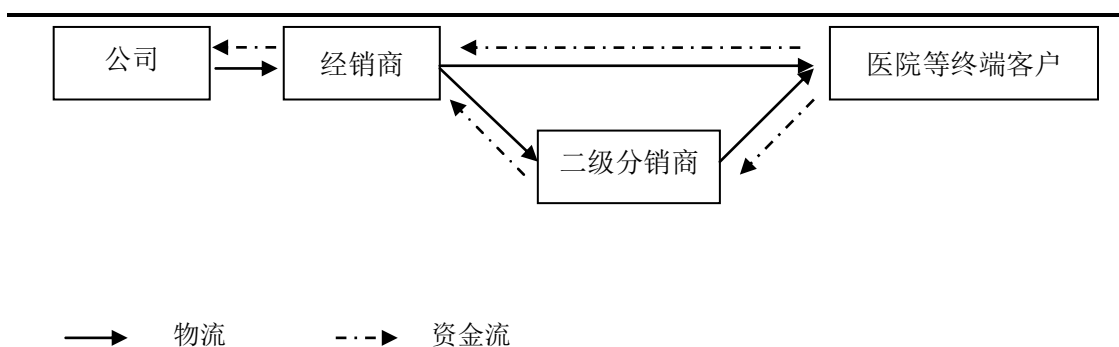 公司
经销商
医院等终端客户
二级分销商
物流
资金流